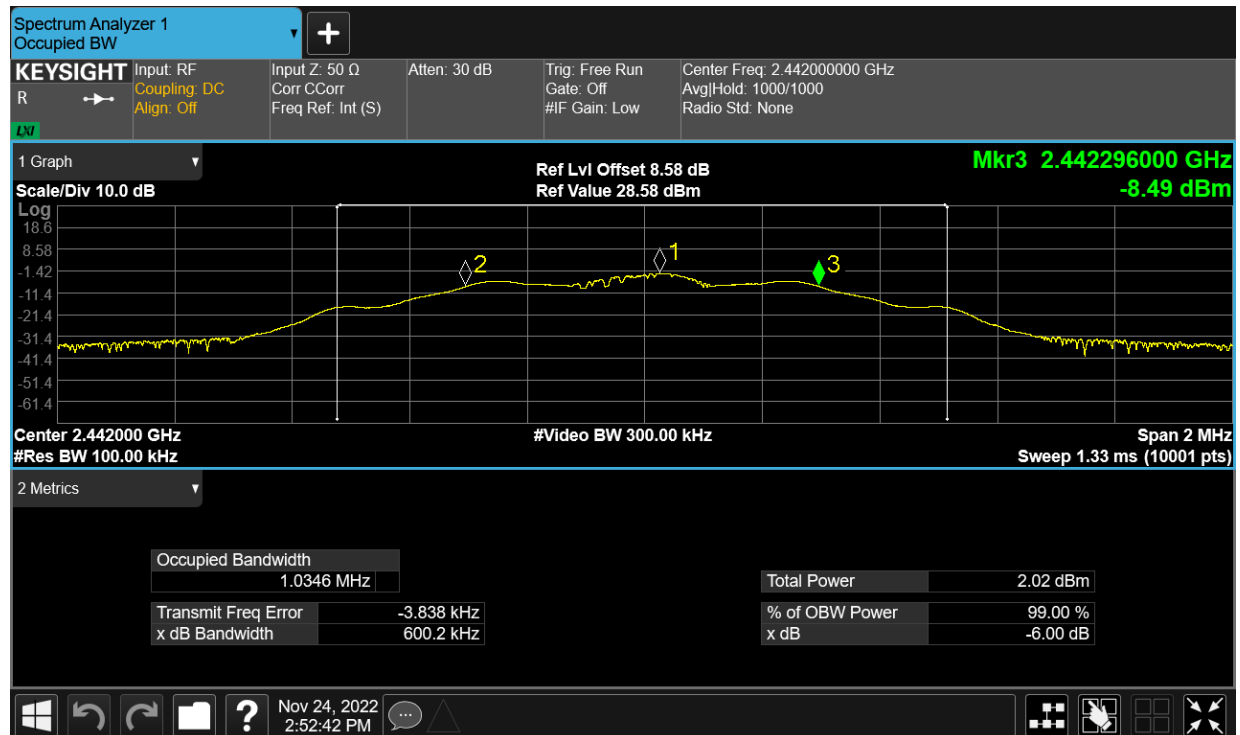 Spectrum Analyzer 1
Occupied BW
KEYSIGHT
R
LXI
Input: RF
Coupling: DC
Align: Off
Input Z: 50 Ω
Corr CCorr
Freq Ref: Int (S)
Atten: 30 dB
Trig: Free Run
Gate: Off
#IF Gain: Low
Center Freq: 2.442000000 GHz
Avg|Hold: 1000/1000
Radio Std: None
1 Graph
Scale/Div 10.0 dB
Ref Lvl Offset 8.58 dB
Ref Value 28.58 dBm
Mkr3 2.442296000 GHz
-8.49 dBm
Log
18.6
8.58
-1.42
-11.4
-21.4
-31.4
-41.4
-51.4
-61.4
2
1
3
Center 2.442000 GHz
#Res BW 100.00 kHz
#Video BW 300.00 kHz
Span 2 MHz
Sweep 1.33 ms (10001 pts)
2 Metrics
Occupied Bandwidth
1.0346 MHz
Transmit Freq Error -3.838 kHz
x dB Bandwidth 600.2 kHz
Total Power 2.02 dBm
% of OBW Power 99.00 %
x dB -6.00 dB
?
Nov 24, 2022
2:52:42 PM